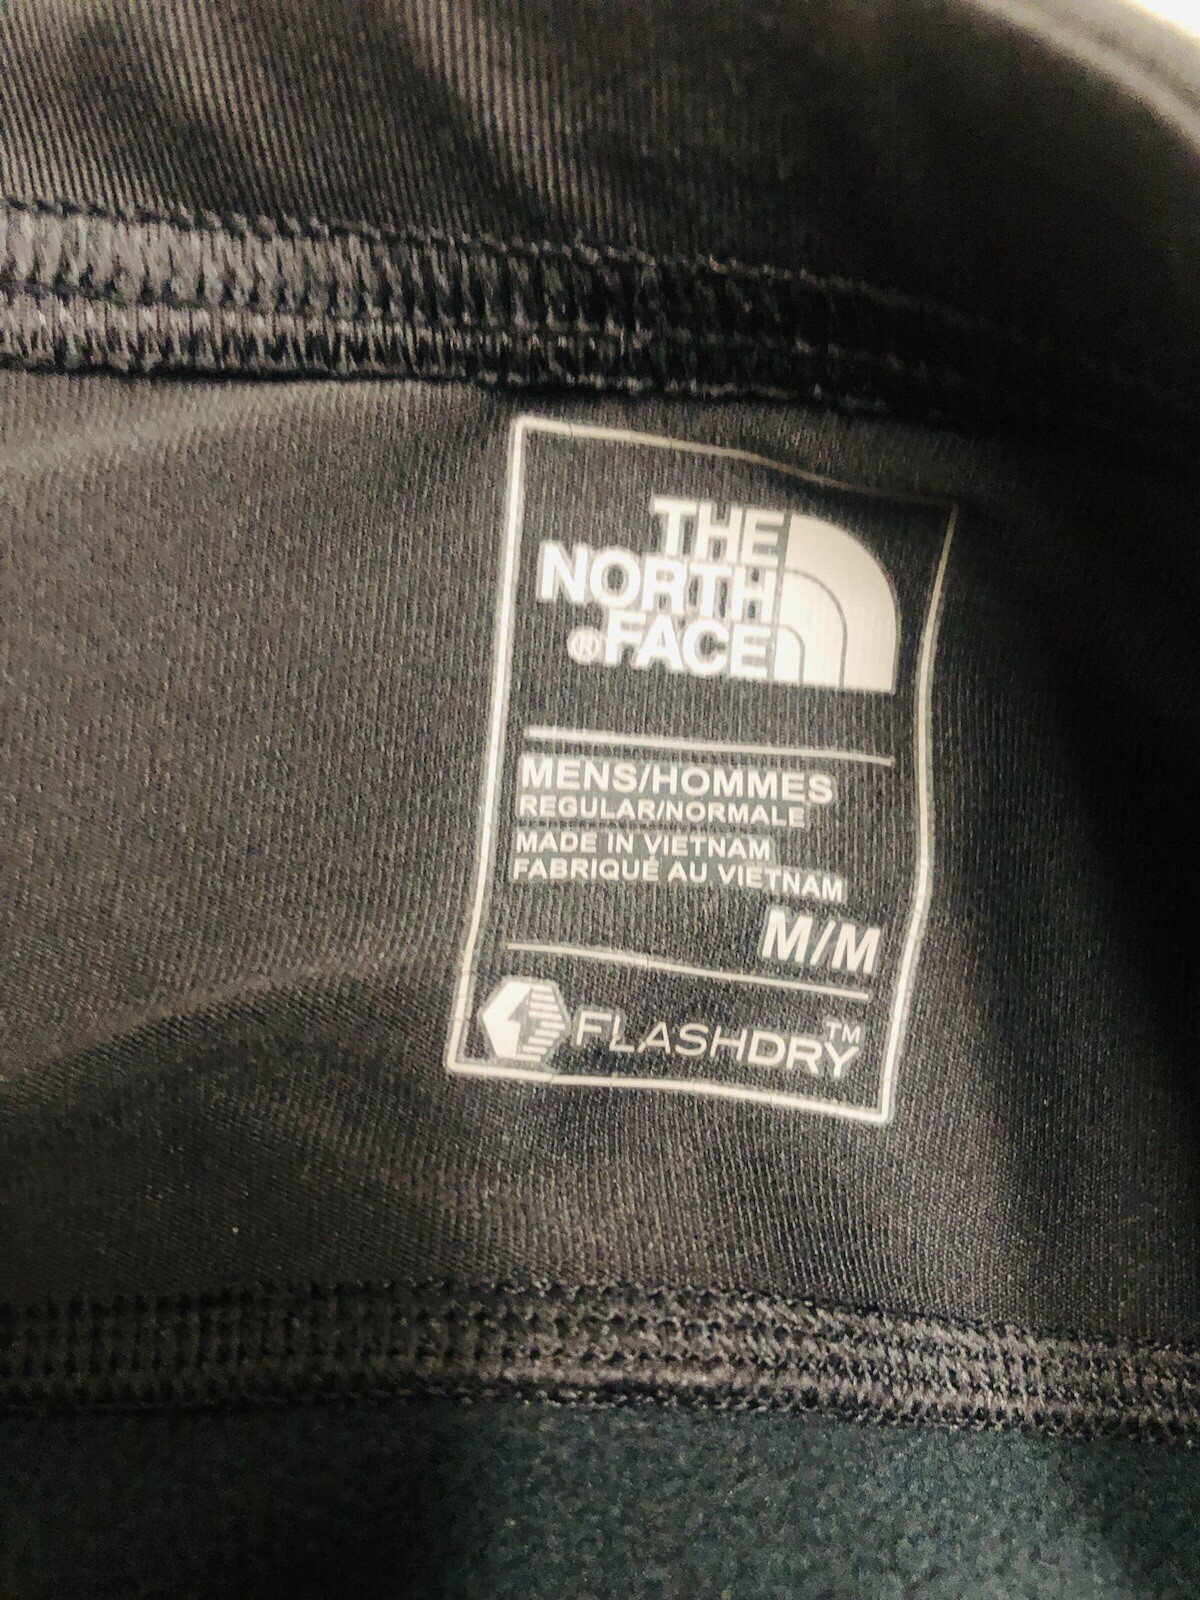 THE
NORTH
®FACE
MENS/HOMMES
REGULAR/NORMALE
MADE IN VIETNAM
FABRIQUÉ AU VIETNAM
M/M
FLASHDRY™